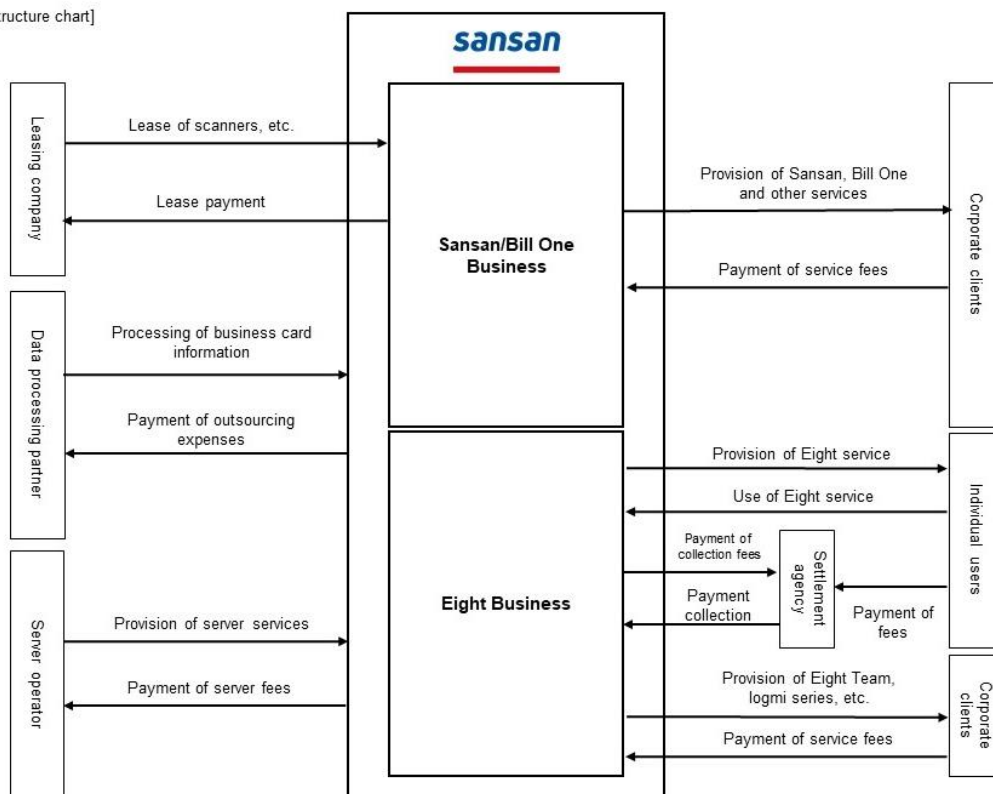 ructure chart]
sansan
Leasing company
Lease of scanners, etc.
Lease payment
Sansan/Bill One
Business
Provision of Sansan, Bill One
and other services
Payment of service fees
Corporate clients
Data processing partner
Processing of business card
information
Payment of outsourcing
expenses
Server operator
Provision of server services
Payment of server fees
Eight Business
Provision of Eight service
Use of Eight service
Individual users
Payment of
collection fees
Payment
collection
Settlement
agency
Payment of
fees
Provision of Eight Team,
logmi series, etc.
Payment of service fees
Corporate
clients